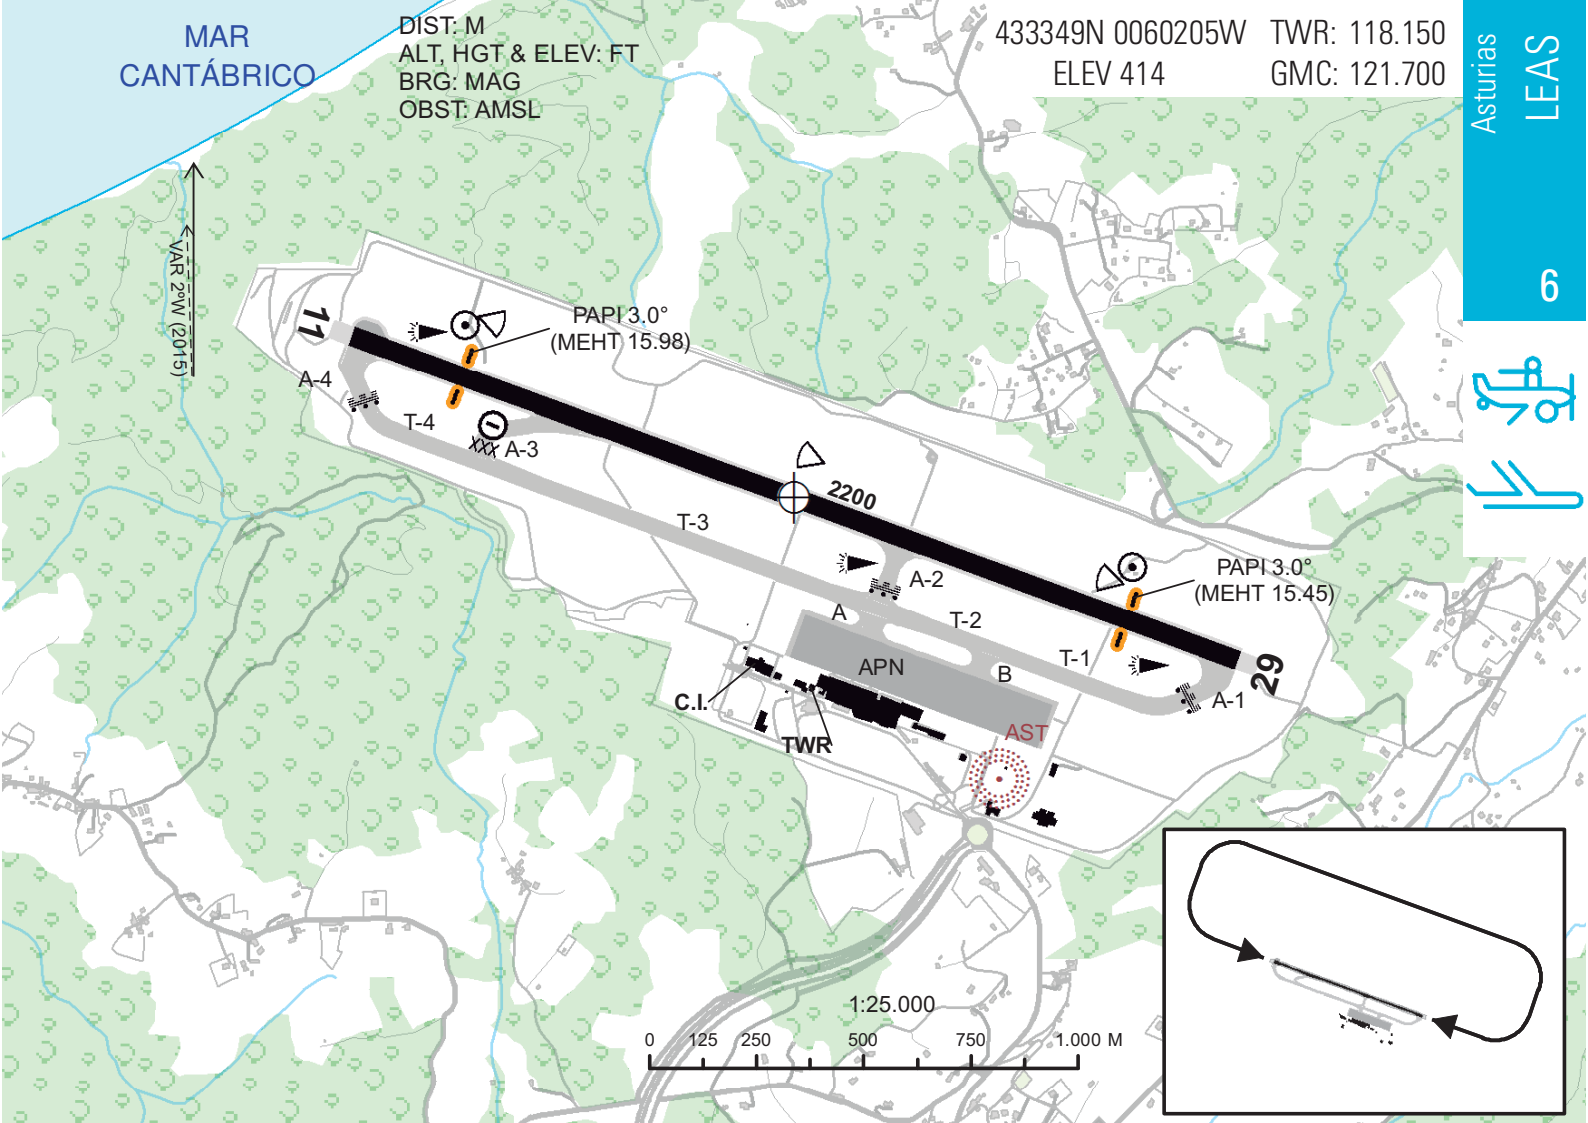 MAR
CANTÁBRICO
DIST: M
ALT, HGT & ELEV: FT
BRG: MAG
OBST: AMSL
433349N 0060205W
ELEV 414
TWR: 118.150
GMC: 121.700
Asturias
LEAS
6
VAR 2°W (2015)
11
PAPI 3.0°
(MEHT 15.98)
A-4
T-4
XXX A-3
2200
T-3
A-2
PAPI 3.0°
(MEHT 15.45)
A
T-2
T-1
APN
B
29
C.I.
A-1
TWR
AST
1:25.000
0 125 250 500 750 1.000 M